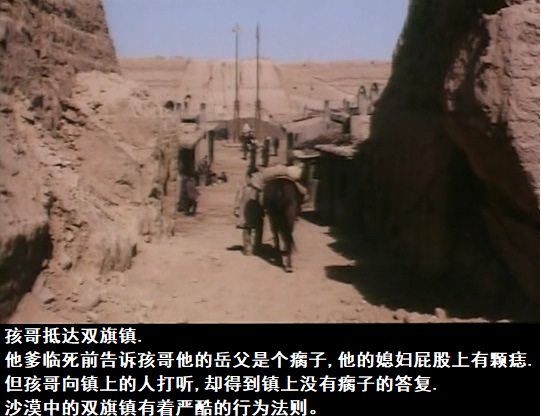 孩哥抵达双旗镇.
他爹临死前告诉孩哥他的岳父是个瘸子,他的媳妇屁股上有颗痣.
但孩哥向镇上的人打听,却得到镇上没有瘸子的答复.
沙漠中的双旗镇有着严酷的行为法则。